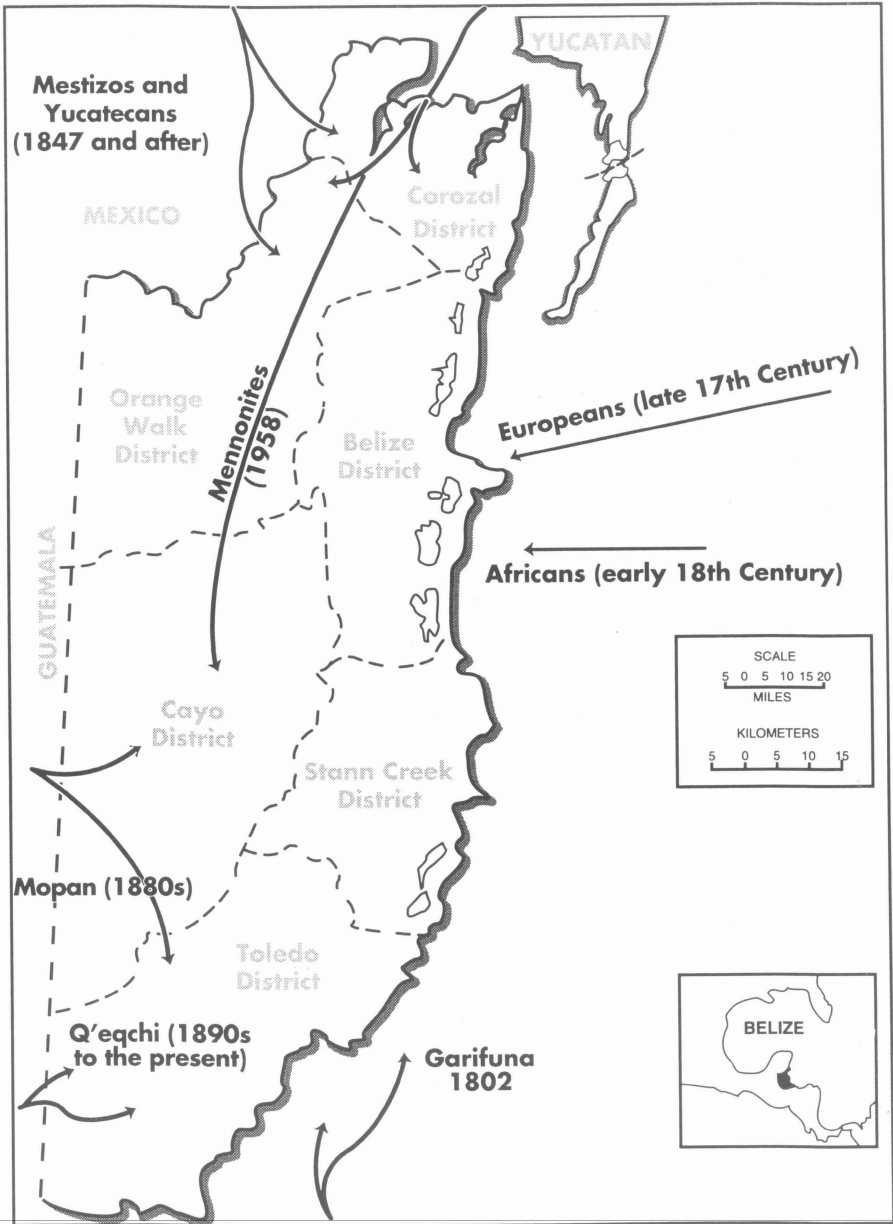 YUCATAN
Mestizos and
Yucatecans
(1847 and after)
MEXICO
Corozal
District
Orange
Walk
District
Mennonites
(1958)
Belize
District
Europeans (late 17th Century)
Africans (early 18th Century)
GUATEMALA
SCALE
5 0 5 10 15 20
MILES
KILOMETERS
5 0 5 10 15
Cayo
District
Stann Creek
District
Mopan (1880s)
Toledo
District
Q'eqchi (1890s
to the present)
Garifuna
1802
BELIZE